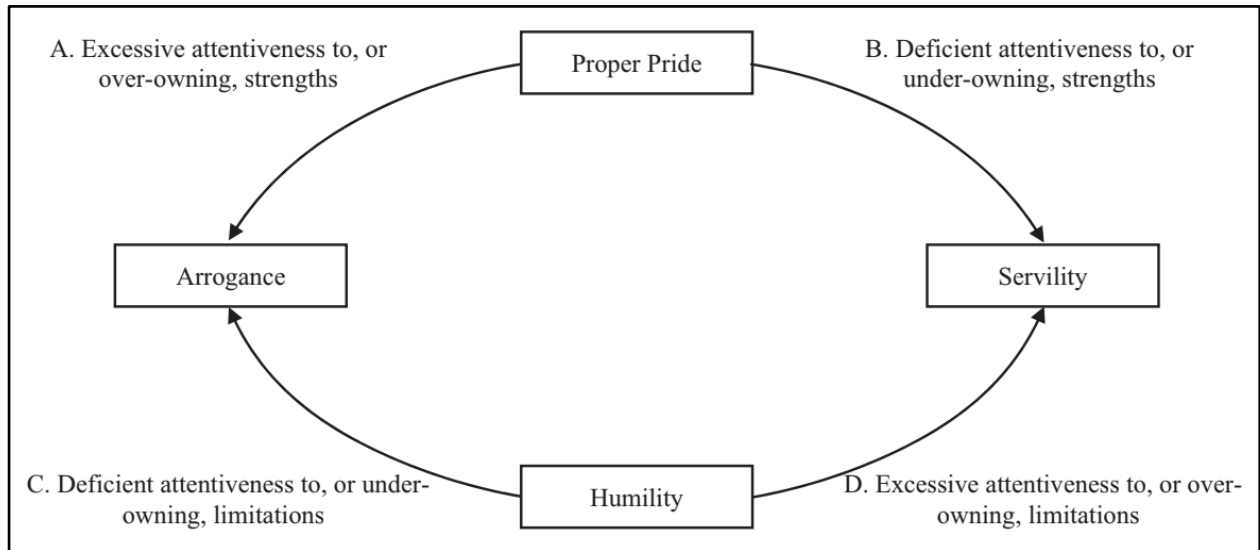 A. Excessive attentiveness to, or
over-owning, strengths
Proper Pride
B. Deficient attentiveness to, or
under-owning, strengths
Arrogance
Servility
C. Deficient attentiveness to, or under-
owning, limitations
Humility
D. Excessive attentiveness to, or over-
owning, limitations